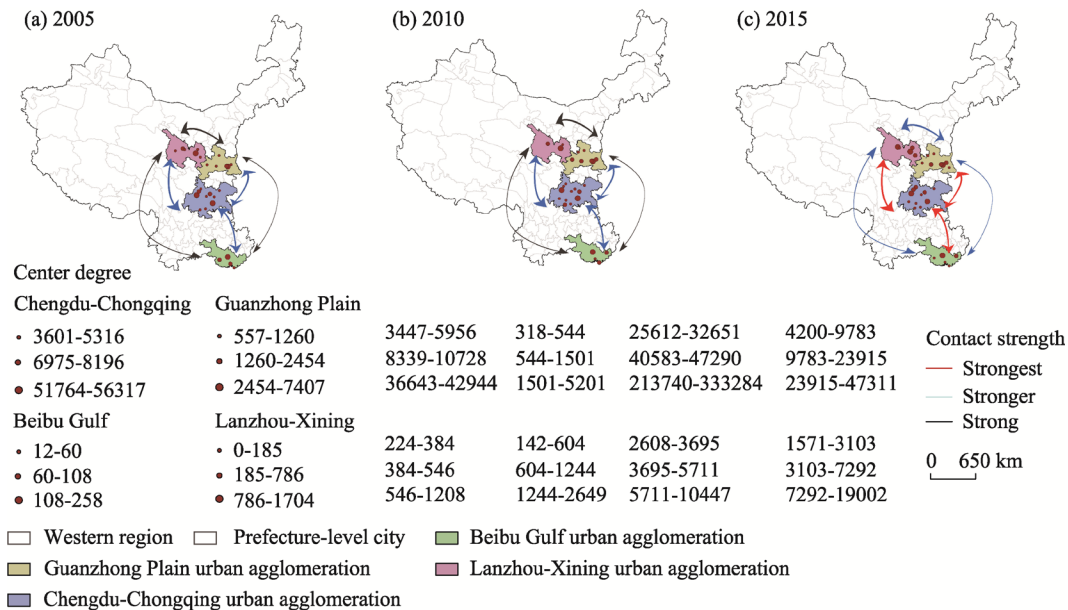 (a) 2005
(b) 2010
(c) 2015
Center degree
Chengdu-Chongqing
3601-5316
6975-8196
51764-56317
Guanzhong Plain
557-1260
1260-2454
2454-7407
3447-5956 318-544 25612-32651 4200-9783
8339-10728 544-1501 40583-47290 9783-23915
36643-42944 1501-5201 213740-333284 23915-47311
Beibu Gulf
12-60
60-108
108-258
Lanzhou-Xining
0-185
185-786
786-1704
224-384 142-604 2608-3695 1571-3103
384-546 604-1244 3695-5711 3103-7292
546-1208 1244-2649 5711-10447 7292-19002
Contact strength
Strongest
Stronger
Strong
0 650 km
Western region
Prefecture-level city
Beibu Gulf urban agglomeration
Guanzhong Plain urban agglomeration
Lanzhou-Xining urban agglomeration
Chengdu-Chongqing urban agglomeration